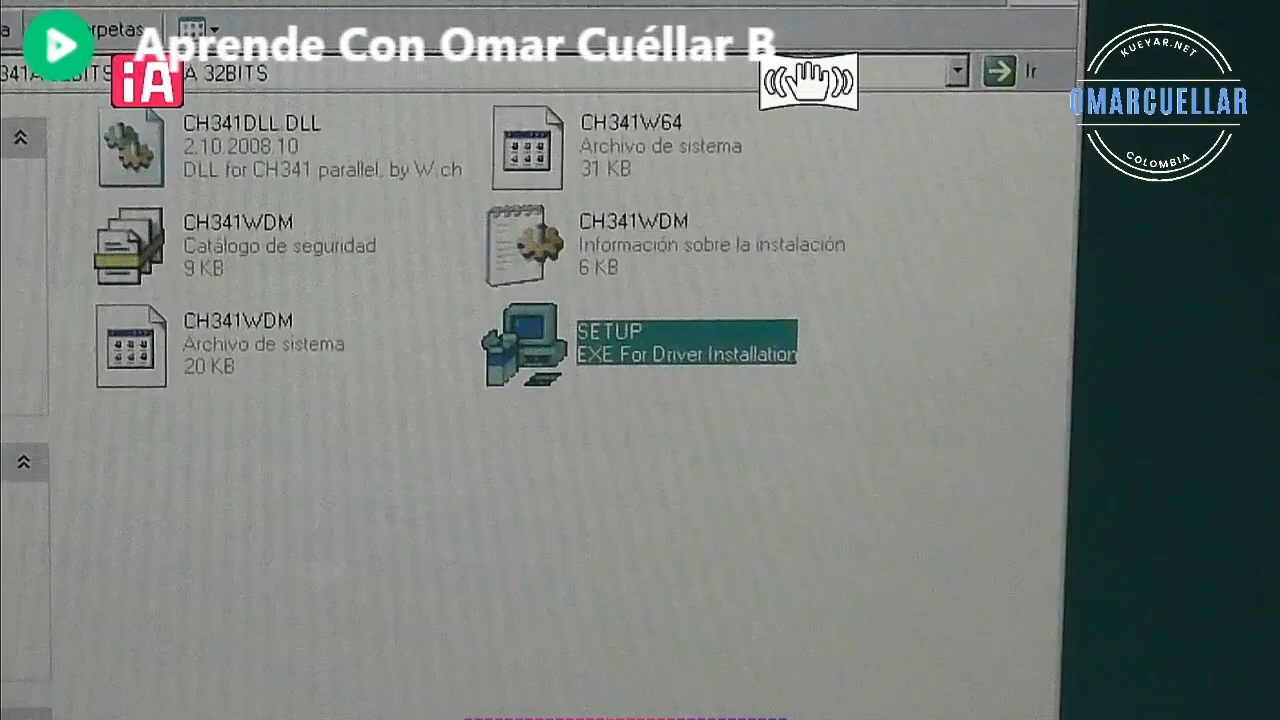 a
rpetas
Aprende Con Omar Cuéllar B
iA
A 32BITS
Ir
KUEYAR.NET
OMARCUELLAR
COLOMBIA
CH341DLL.DLL
2.10.2008.10
DLL for CH341 parallel, by W.ch
CH341W64
Archivo de sistema
31 KB
CH341WDM
Catálogo de seguridad
9 KB
CH341WDM
Información sobre la instalación
6 KB
CH341WDM
Archivo de sistema
20 KB
SETUP
EXE For Driver Installation